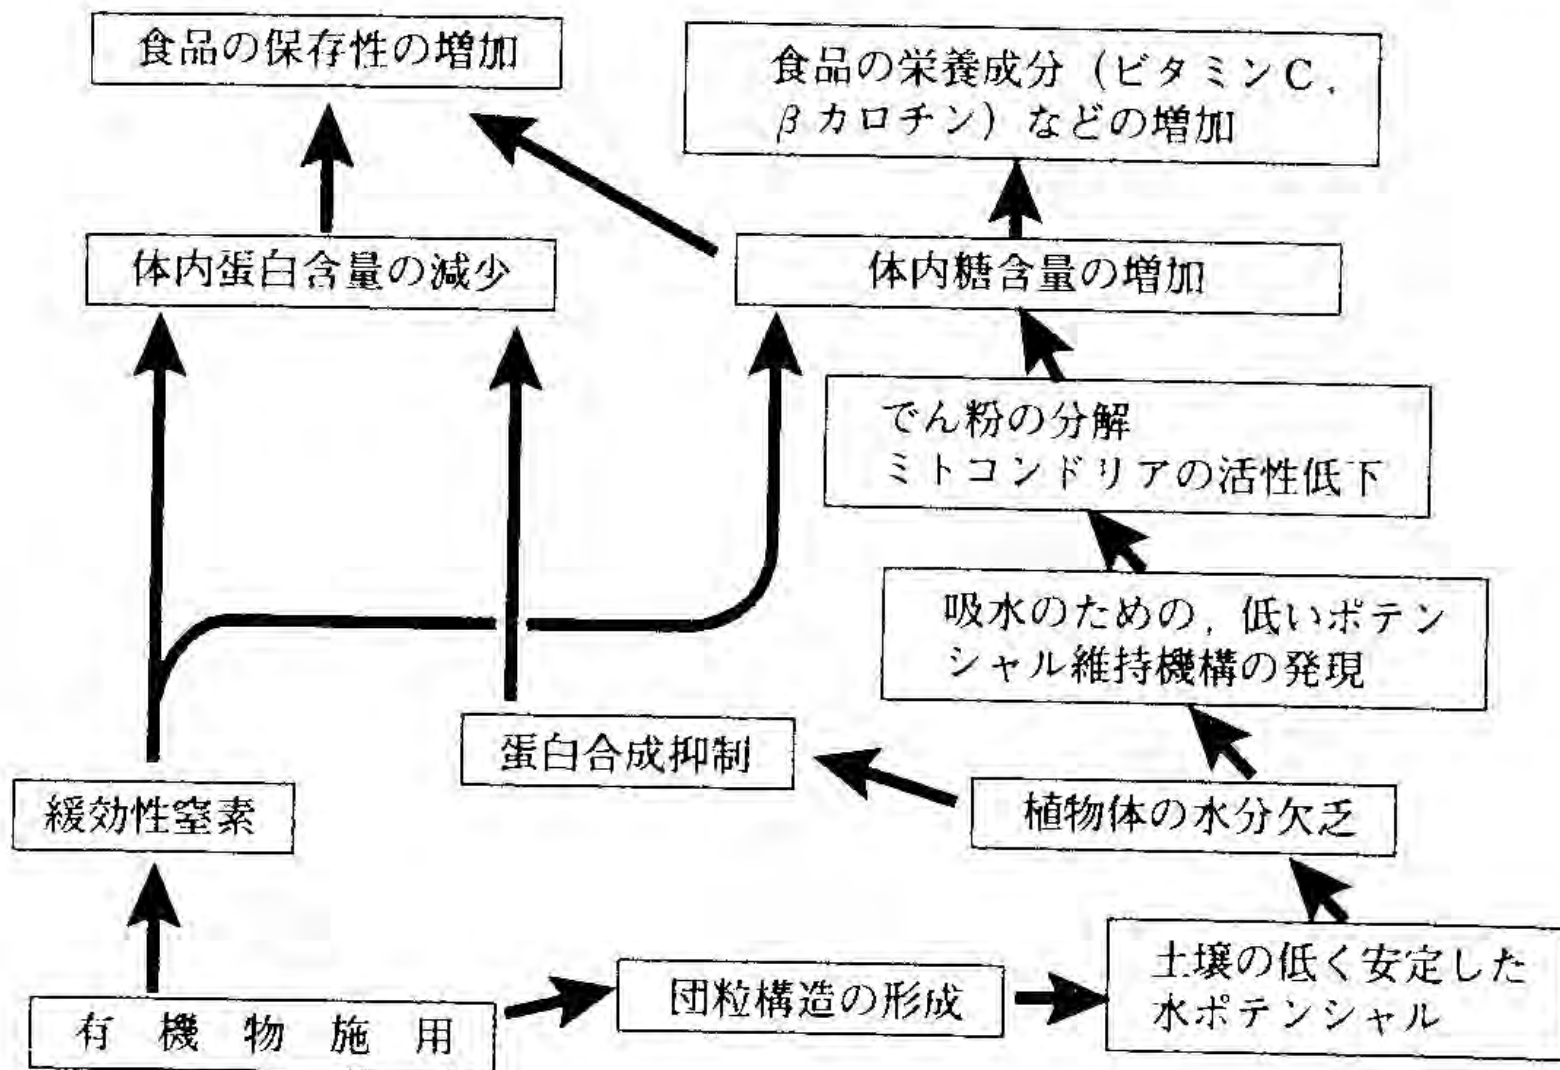 食品の保存性の増加
食品の栄養成分（ビタミンC，
βカロチン）などの増加
体内蛋白含量の減少
体内糖含量の増加
でん粉の分解
ミトコンドリアの活性低下
吸水のための，低いポテン
シャル維持機構の発現
蛋白合成抑制
植物体の水分欠乏
緩効性窒素
土壌の低く安定した
水ポテンシャル
団粒構造の形成
有機物施用